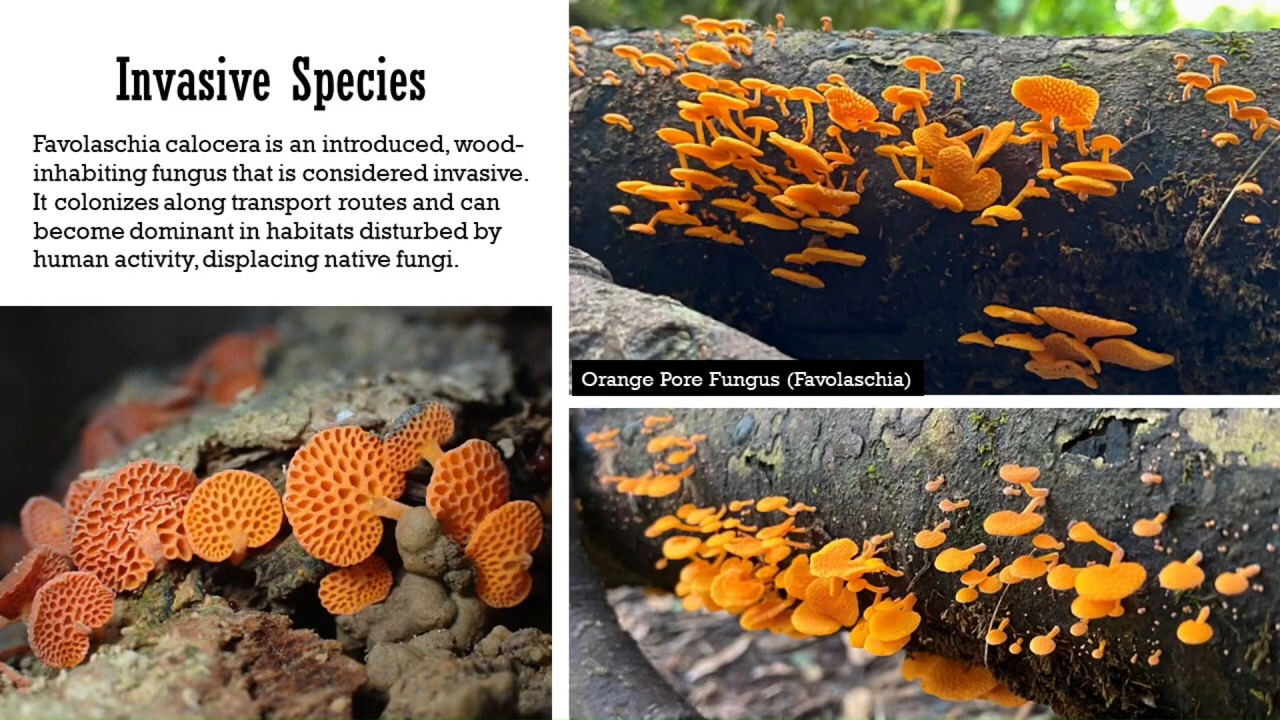 Invasive Species
Favolaschia calocera is an introduced, wood-
inhabiting fungus that is considered invasive.
It colonizes along transport routes and can
become dominant in habitats disturbed by
human activity, displacing native fungi.
Orange Pore Fungus (Favolaschia)